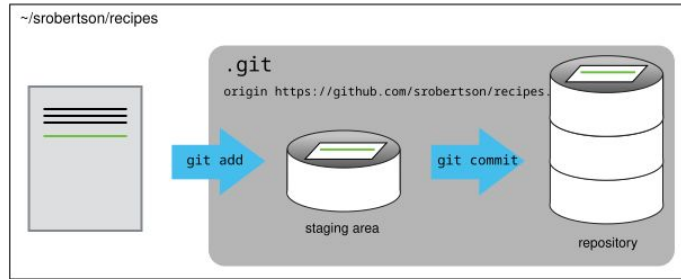 ~/srobertson/recipes
.git
origin https://github.com/srobertson/recipes.
git add
git commit
staging area
repository